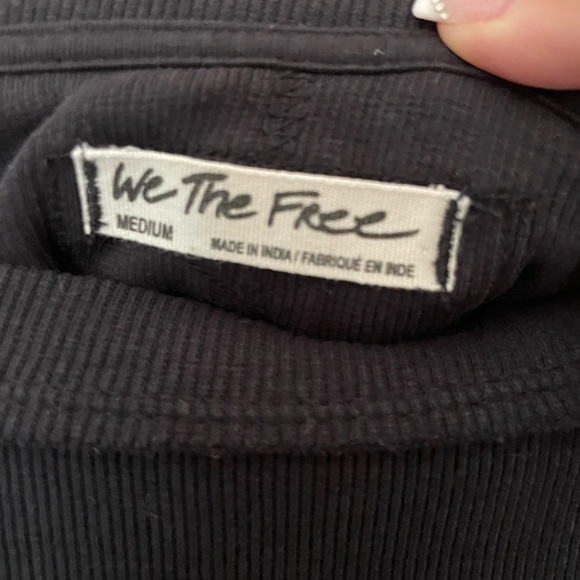 We The Free
MEDIUM
MADE IN INDIA / FABRIQUÉ EN INDE